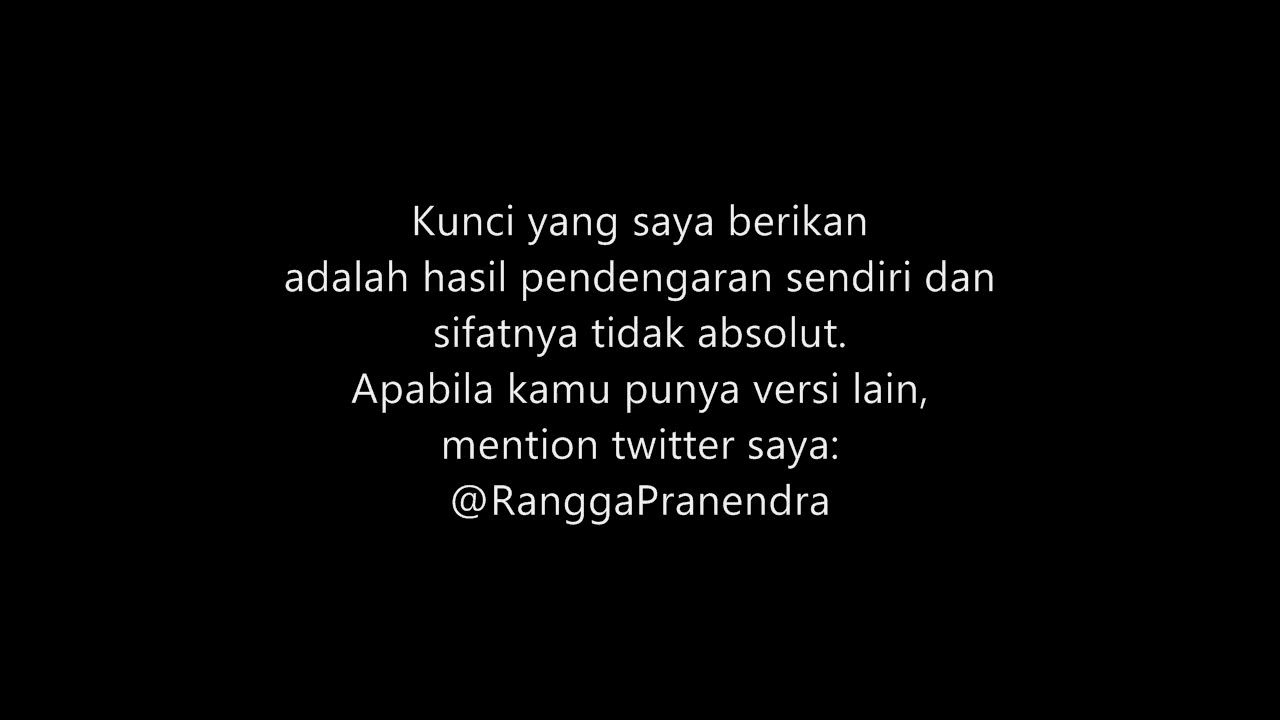 Kunci yang saya berikan
adalah hasil pendengaran sendiri dan
sifatnya tidak absolut.
Apabila kamu punya versi lain,
mention twitter saya:
@RanggaPranendra